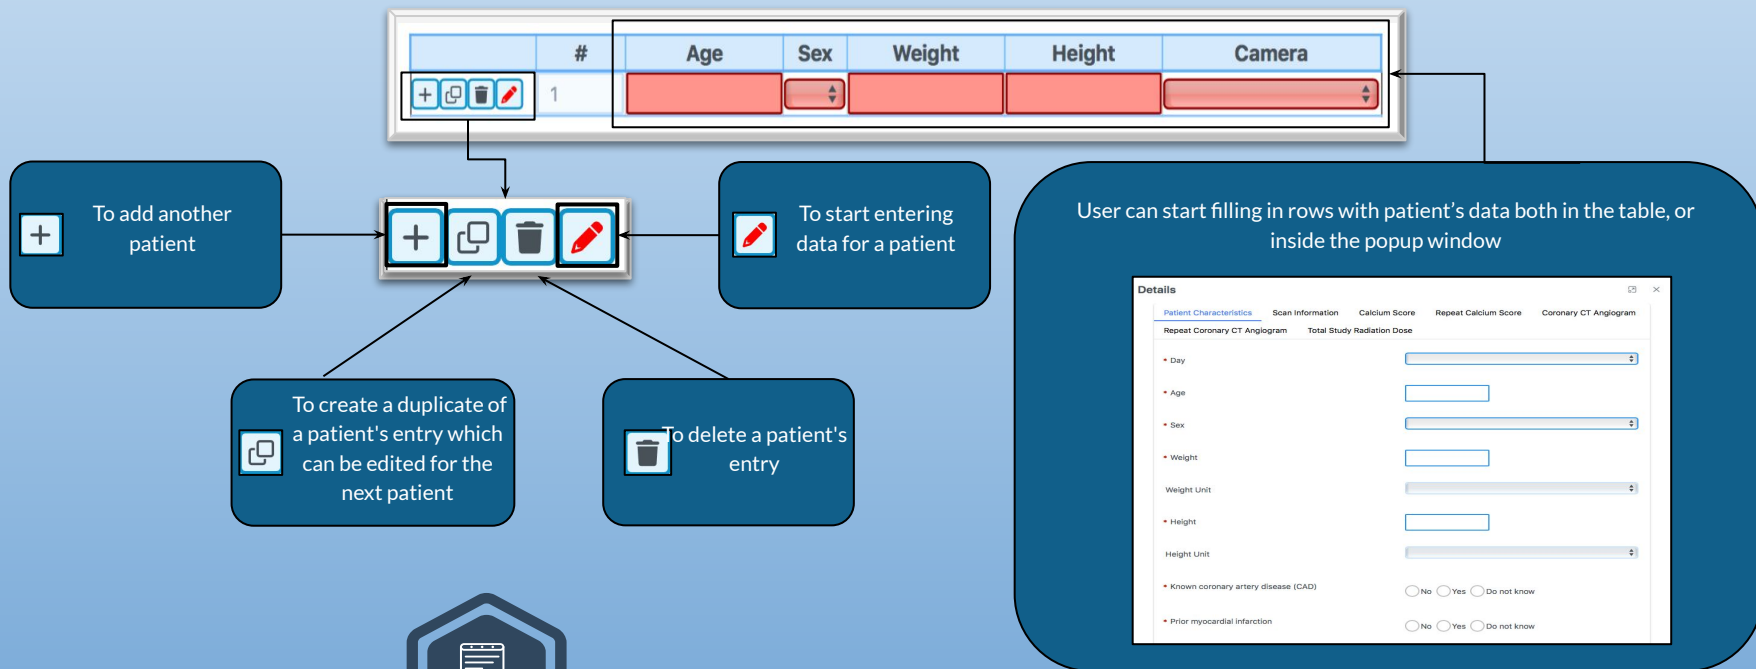 # Age Sex Weight Height Camera
1
To add another
patient
To start entering
data for a patient
User can start filling in rows with patient's data both in the table, or
inside the popup window
To create a duplicate of
a patient's entry which
can be edited for the
next patient
To delete a patient's
entry
Details
Patient Characteristics Scan Information Calcium Score Repeat Calcium Score Coronary CT Angiogram
Repeat Coronary CT Angiogram Total Study Radiation Dose
* Day
* Age
* Sex
* Weight
Weight Unit
* Height
Height Unit
* Known coronary artery disease (CAD) No Yes Do not know
* Prior myocardial infarction No Yes Do not know